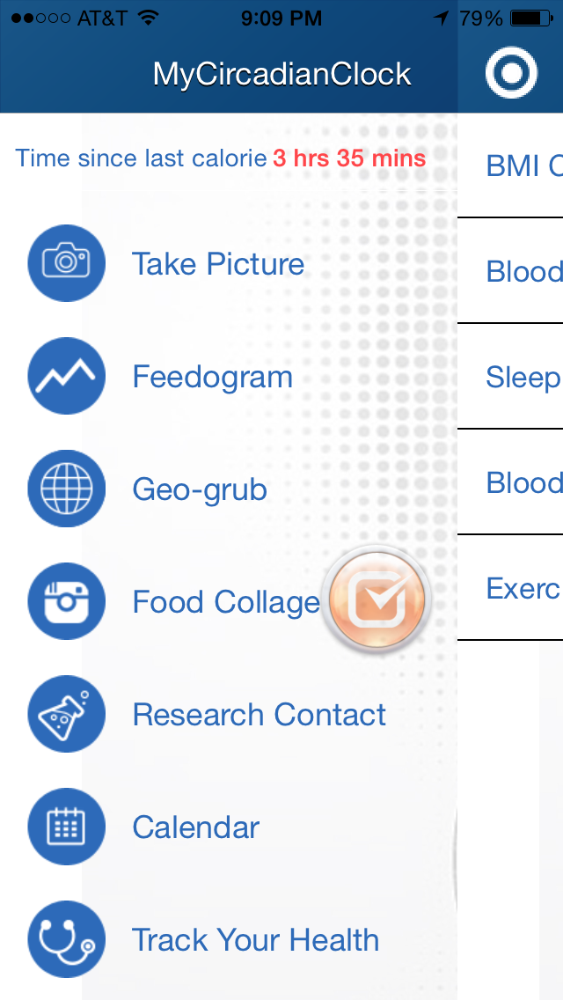 AT&T 9:09 PM 79%
MyCircadianClock
Time since last calorie 3 hrs 35 mins
Take Picture
Feedogram
Geo-grub
Food Collage
Research Contact
Calendar
Track Your Health
BMI
Blood
Sleep
Blood
Exerc